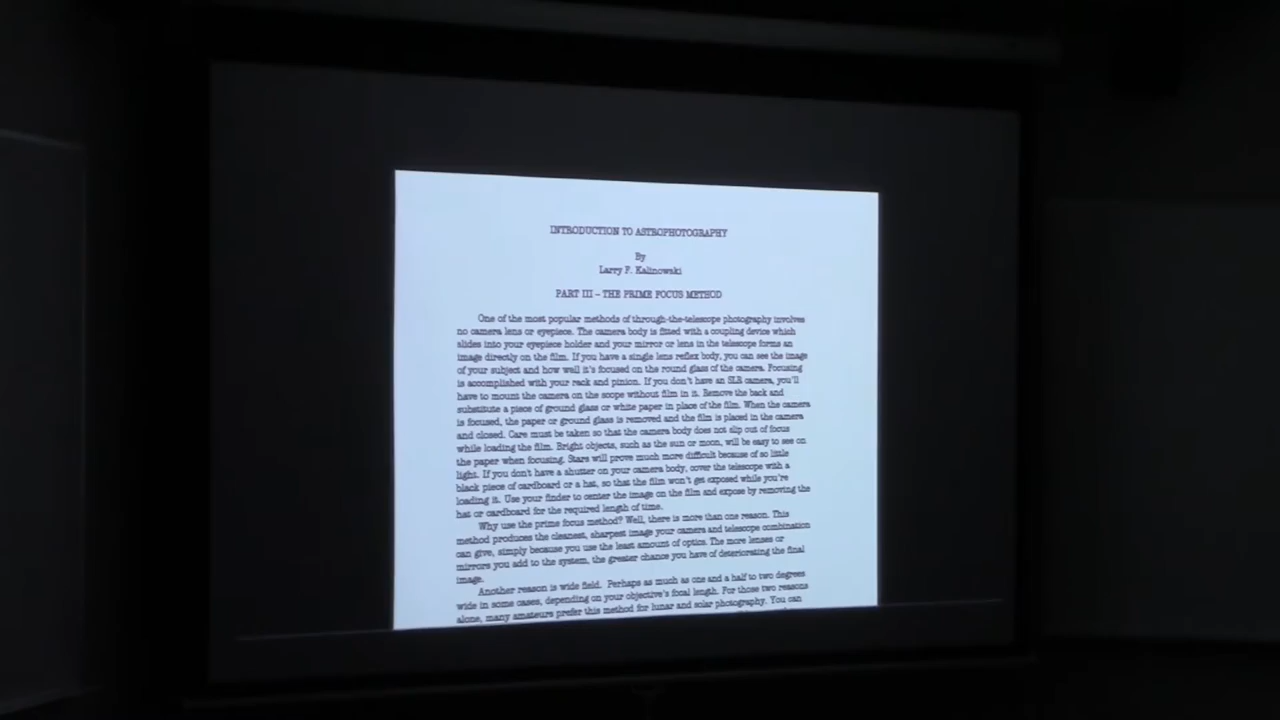 INTRODUCTION TO ASTROPHOTOGRAPHY
By
Larry F. Kalinowski
PART III – THE PRIME FOCUS METHOD
One of the most popular methods of through-the-telescope photography involves
no camera lens or eyepiece. The camera body is fitted with a coupling device which
slides into your eyepiece holder and your mirror or lens in the telescope forms an
image directly on the film. If you have a single lens reflex body, you can see the image
of your subject and how well it's focused on the round glass of the camera. Focusing
is accomplished with your rack and pinion. If you don't have an SLR camera, you'll
have to mount the camera on the scope without film in it. Remove the back and
substitute a piece of ground glass or white paper in place of the film. When the camera
is focused, the paper or ground glass is removed and the film is placed in the camera
and closed. Care must be taken so that the camera body does not slip out of focus
while loading the film. Bright objects, such as the sun or moon, will be easy to see on
the paper when focusing. Stars will prove much more difficult because of so little
light. If you don't have a shutter on your camera body, cover the telescope with a
black piece of cardboard or a hat, so that the film won't get exposed while you're
loading it. Use your finder to center the image on the film and expose by removing the
hat or cardboard for the required length of time.
Why use the prime focus method? Well, there is more than one reason. This
method produces the cleanest, sharpest image your camera and telescope combination
can give, simply because you use the least amount of optics. The more lenses or
mirrors you add to the system, the greater chance you have of deteriorating the final
image.
Another reason is wide field. Perhaps as much as one and a half to two degrees
wide in some cases, depending on your objective's focal length. For those two reasons
alone, many amateurs prefer this method for lunar and solar photography. You can